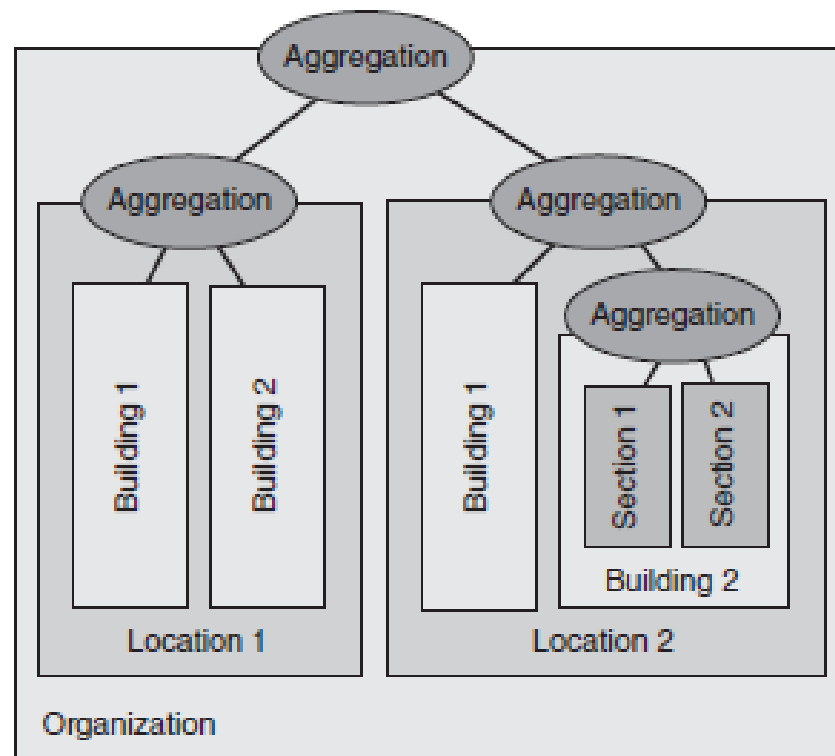 Aggregation
Aggregation
Aggregation
Aggregation
Building 1
Building 2
Building 1
Section 1
Section 2
Building 2
Location 1
Location 2
Organization